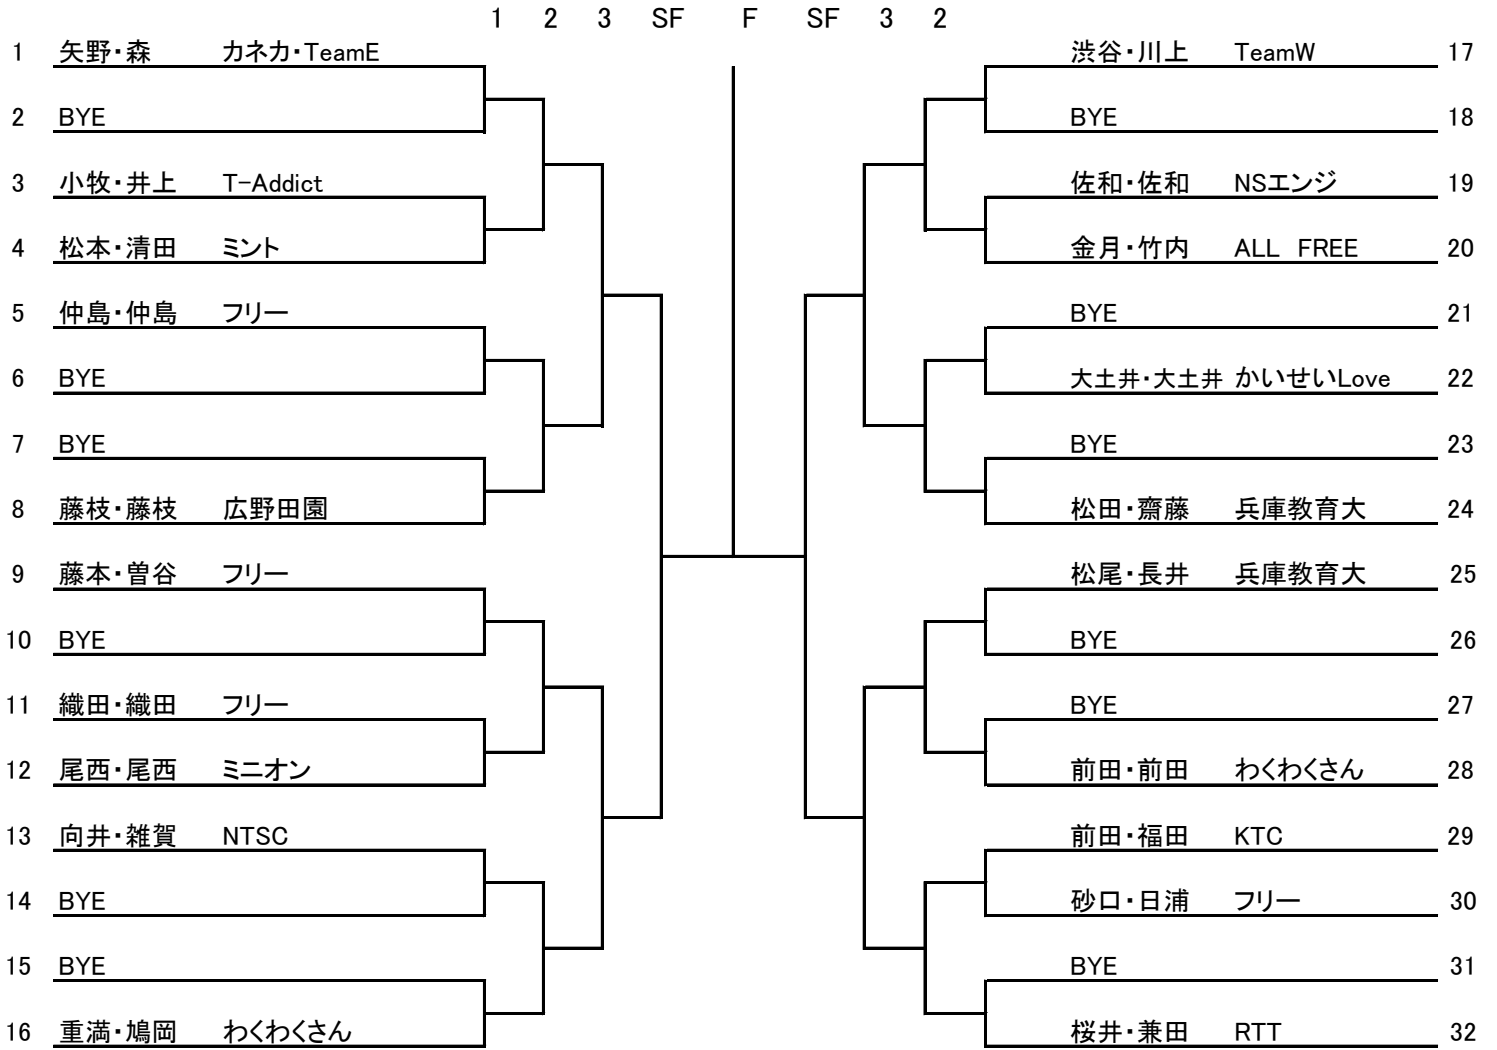 1 2 3 SF F SF 3 2
1 矢野・森 カネカ・TeamE 渋谷・川上 TeamW 17
2 BYE BYE 18
3 小牧・井上 T-Addict 佐和・佐和 NSエンジ 19
4 松本・清田 ミント 金月・竹内 ALL FREE 20
5 仲島・仲島 フリー BYE 21
6 BYE 大土井・大土井 かいせいLove 22
7 BYE BYE 23
8 藤枝・藤枝 広野田園 松田・齋藤 兵庫教育大 24
9 藤本・曽谷 フリー 松尾・長井 兵庫教育大 25
10 BYE BYE 26
11 織田・織田 フリー BYE 27
12 尾西・尾西 ミニオン 前田・前田 わくわくさん 28
13 向井・雑賀 NTSC 前田・福田 KTC 29
14 BYE 砂口・日浦 フリー 30
15 BYE BYE 31
16 重満・鳩岡 わくわくさん 桜井・兼田 RTT 32